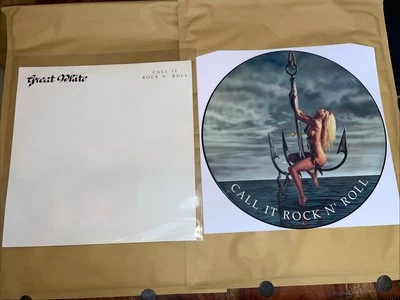 Great White
CALL IT
ROCK N' ROLL
CALL IT ROCK N' ROLL